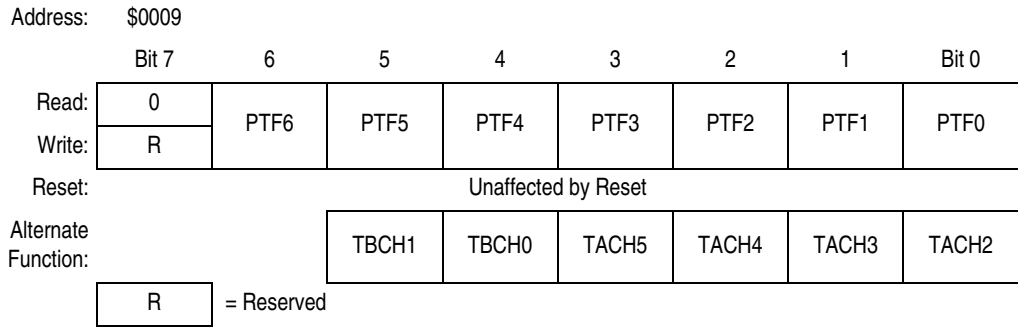 Address: $0009
Bit 7 6 5 4 3 2 1 Bit 0
Read: 0 PTF6 PTF5 PTF4 PTF3 PTF2 PTF1 PTF0
Write: R
Reset: Unaffected by Reset
Alternate
Function: TBCH1 TBCH0 TACH5 TACH4 TACH3 TACH2
R = Reserved